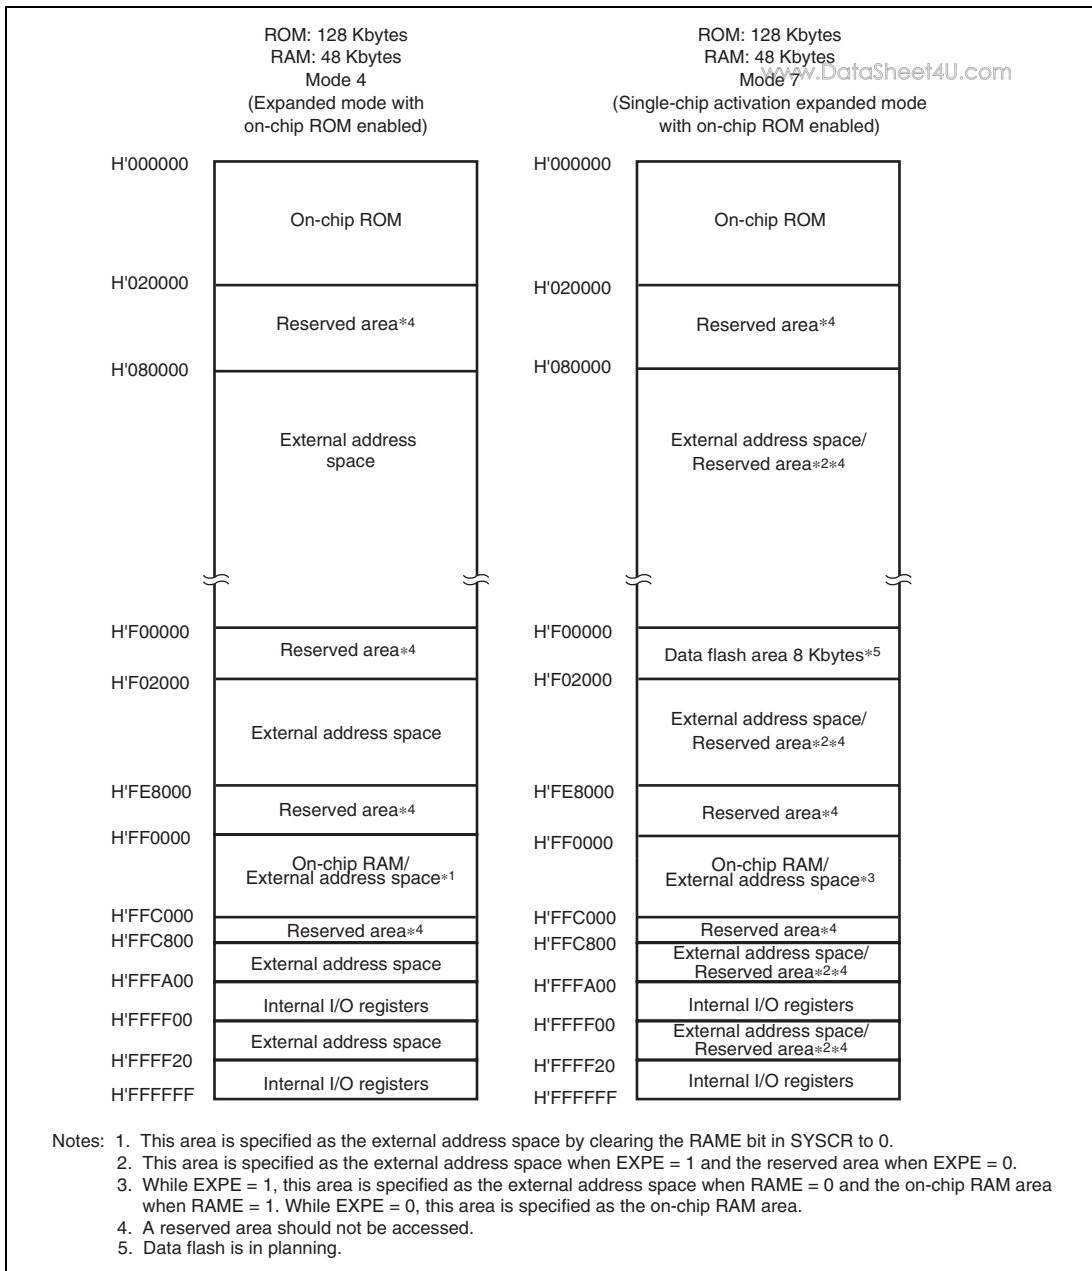 ROM: 128 Kbytes
RAM: 48 Kbytes
Mode 4
(Expanded mode with
on-chip ROM enabled)
ROM: 128 Kbytes
RAM: 48 Kbytes
www.DataSheet4U.com
Mode 7
(Single-chip activation expanded mode
with on-chip ROM enabled)
H'000000
On-chip ROM
H'020000
Reserved area*4
H'080000
External address
space
H'F00000
Reserved area*4
H'F02000
External address space
H'FE8000
Reserved area*4
H'FF0000
On-chip RAM/
External address space*1
H'FFC000
Reserved area*4
H'FFC800
External address space
H'FFFA00
Internal I/O registers
H'FFFF00
External address space
H'FFFF20
Internal I/O registers
H'FFFFFF
H'000000
On-chip ROM
H'020000
Reserved area*4
H'080000
External address space/
Reserved area*2*4
H'F00000
Data flash area 8 Kbytes*5
H'F02000
External address space/
Reserved area*2*4
H'FE8000
Reserved area*4
H'FF0000
On-chip RAM/
External address space*3
H'FFC000
Reserved area*4
H'FFC800
External address space/
Reserved area*2*4
H'FFFA00
Internal I/O registers
H'FFFF00
External address space/
Reserved area*2*4
H'FFFF20
Internal I/O registers
H'FFFFFF
Notes: 1. This area is specified as the external address space by clearing the RAME bit in SYSCR to 0.
2. This area is specified as the external address space when EXPE = 1 and the reserved area when EXPE = 0.
3. While EXPE = 1, this area is specified as the external address space when RAME = 0 and the on-chip RAM area
when RAME = 1. While EXPE = 0, this area is specified as the on-chip RAM area.
4. A reserved area should not be accessed.
5. Data flash is in planning.